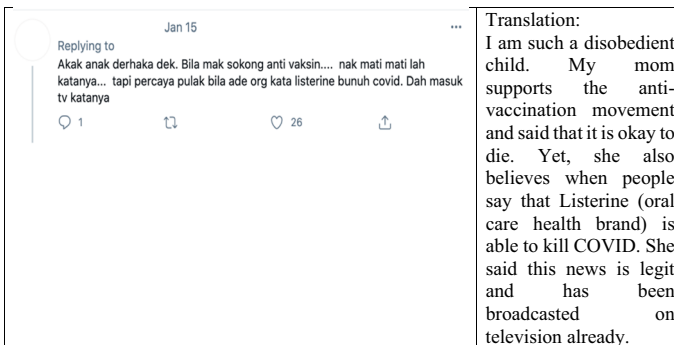 Jan 15
...
Replying to
Akak anak derhaka dek. Bila mak sokong anti vaksin.... nak mati mati lah
katanya... tapi percaya pulak bila ade org kata listerine bunuh covid. Dah masuk
tv katanya
1
26
Translation:
I am such a disobedient
child. My mom
supports the anti-
vaccination movement
and said that it is okay to
die. Yet, she also
believes when people
say that Listerine (oral
care health brand) is
able to kill COVID. She
said this news is legit
and has been
broadcasted on
television already.